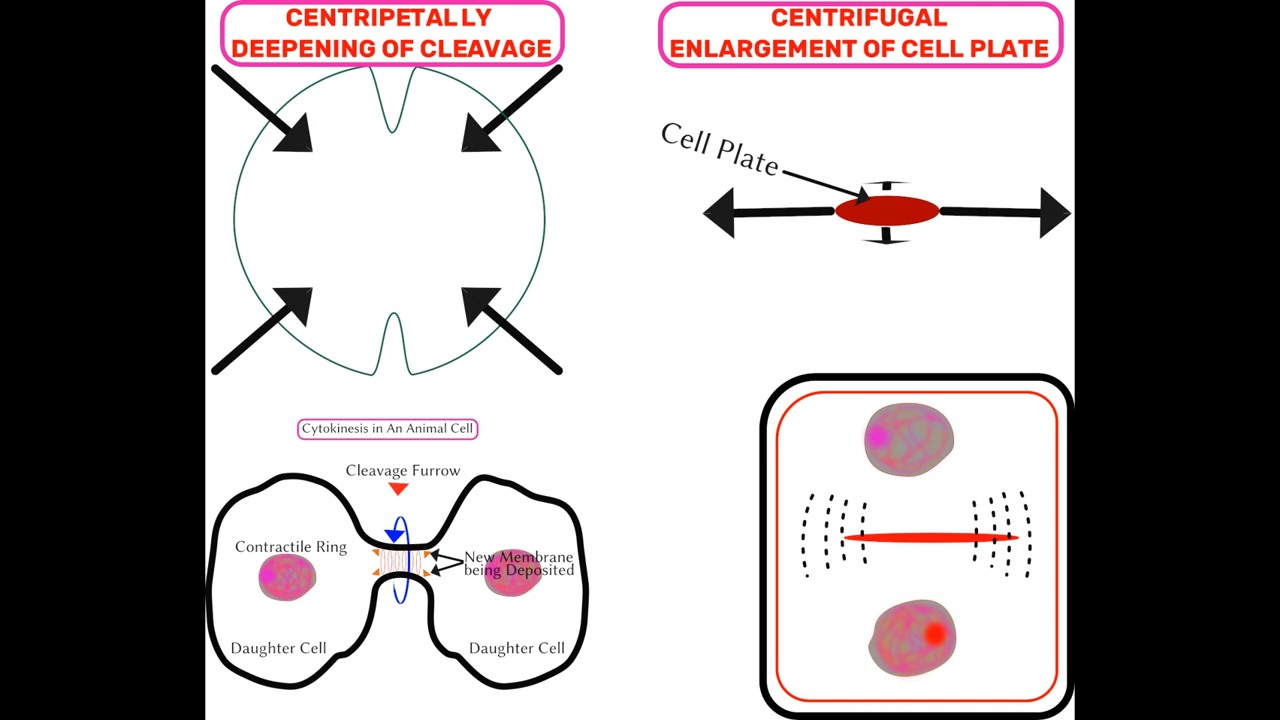 CENTRIPETALLY
DEEPENING OF CLEAVAGE
CENTRIFUGAL
ENLARGEMENT OF CELL PLATE
Cell Plate
Cytokinesis in An Animal Cell
Cleavage Furrow
Contractile Ring
New Membrane
being Deposited
Daughter Cell
Daughter Cell